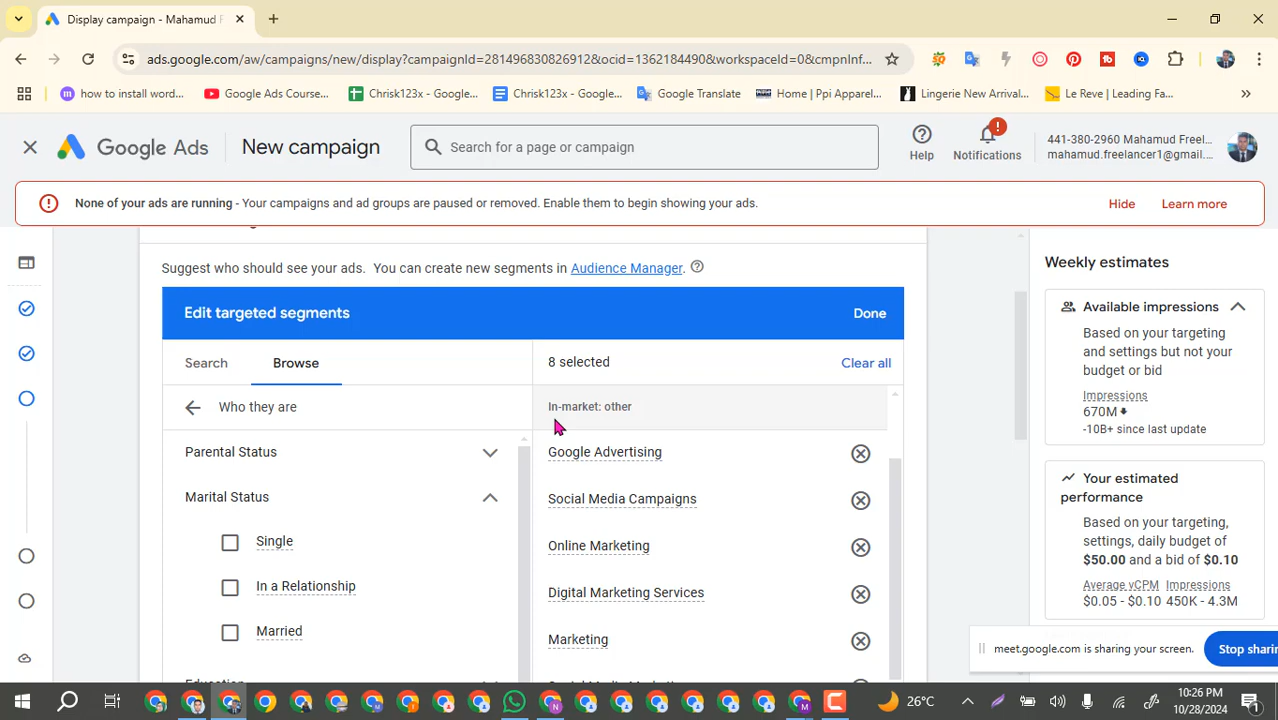 Display campaign - Mahamud F
ads.google.com/aw/campaigns/new/display?campaignId=281496830826912&ocid=1362184490&workspaceId=0&cmpnInf...
how to install word...
Google Ads Course...
Chrisk123x - Google...
Chrisk123x - Google...
Google Translate
Home | Ppi Apparel...
Lingerie New Arrival...
Le Reve | Leading Fa...
Google Ads
New campaign
Search for a page or campaign
Help
Notifications
441-380-2960 Mahamud Freel...
mahamud.freelancer1@gmail....
None of your ads are running - Your campaigns and ad groups are paused or removed. Enable them to begin showing your ads.
Hide
Learn more
Suggest who should see your ads. You can create new segments in Audience Manager.
Edit targeted segments
Done
Search
Browse
8 selected
Clear all
Who they are
In-market: other
Parental Status
Google Advertising
Marital Status
Social Media Campaigns
Single
Online Marketing
In a Relationship
Digital Marketing Services
Married
Marketing
Weekly estimates
Available impressions
Based on your targeting
and settings but not your
budget or bid
Impressions
670M
-10B+ since last update
Your estimated
performance
Based on your targeting,
settings, daily budget of
$50.00 and a bid of $0.10
Average vCPM Impressions
$0.05 - $0.10 450K - 4.3M
meet.google.com is sharing your screen.
Stop sharin
26°C
10:26 PM
10/28/2024